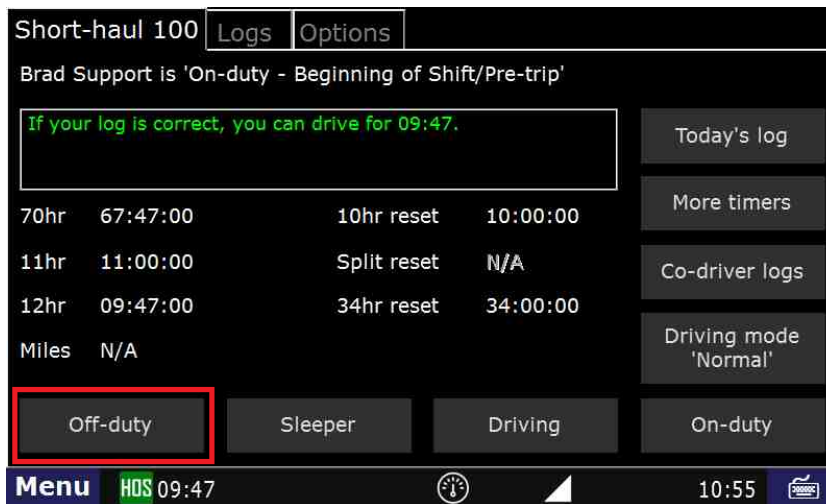 Short-haul 100 Logs Options
Brad Support is 'On-duty - Beginning of Shift/Pre-trip'
If your log is correct, you can drive for 09:47.
Today's log
70hr 67:47:00 10hr reset 10:00:00
More timers
11hr 11:00:00 Split reset N/A
Co-driver logs
12hr 09:47:00 34hr reset 34:00:00
Miles N/A
Driving mode
'Normal'
Off-duty Sleeper Driving On-duty
Menu HOS 09:47 10:55